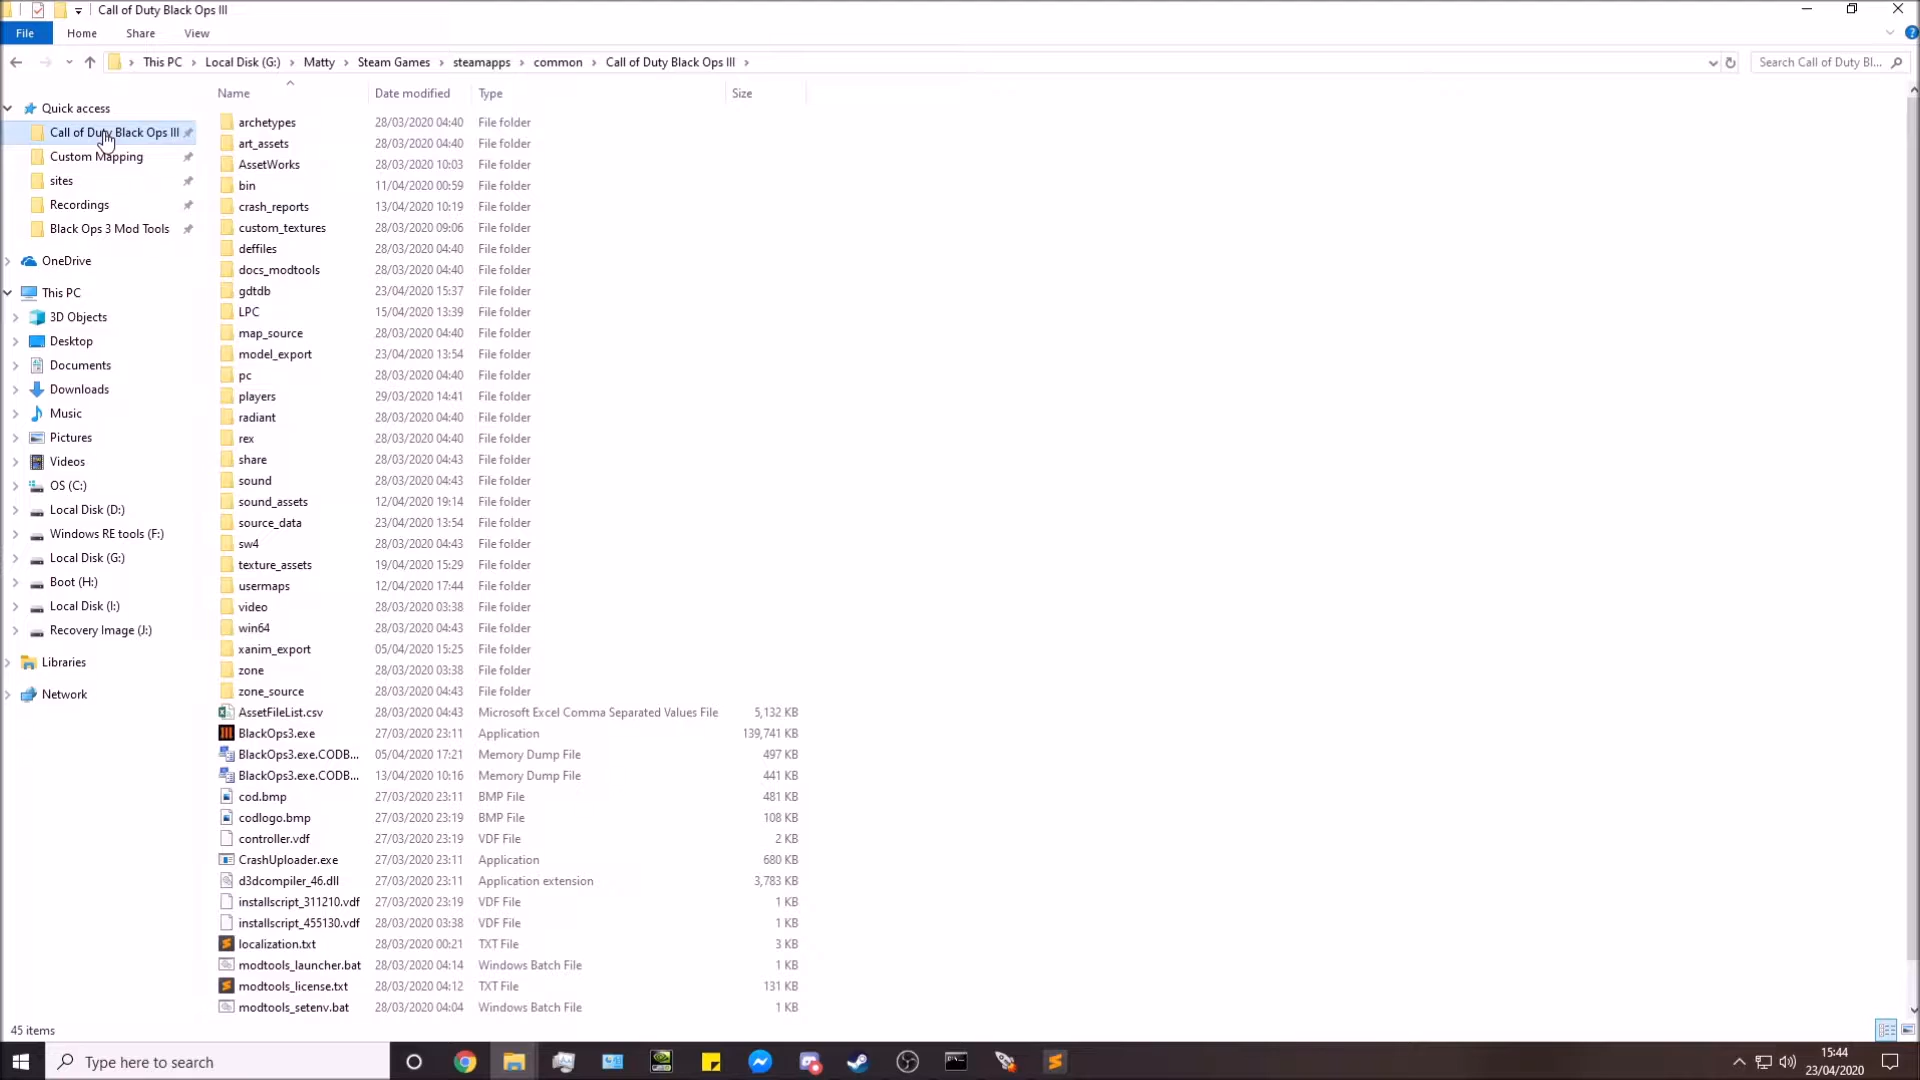 Call of Duty Black Ops III
File Home Share View
This PC Local Disk (G:) Matty Steam Games steamapps common Call of Duty Black Ops III Search Call of Duty Black Bl...
Name Date modified Type Size
Quick access
Call of Duty Black Ops III
Custom Mapping
sites
Recordings
Black Ops 3 Mod Tools
OneDrive
This PC
3D Objects
Desktop
Documents
Downloads
Music
Pictures
Videos
OS (C:)
Local Disk (D:)
Windows RE tools (F:)
Local Disk (G:)
Boot (H:)
Local Disk (I:)
Recovery Image (J:)
Libraries
Network
archetypes 28/03/2020 04:40 File folder
art_assets 28/03/2020 04:40 File folder
AssetWorks 28/03/2020 10:03 File folder
bin 11/04/2020 00:59 File folder
crash_reports 13/04/2020 10:19 File folder
custom_textures 28/03/2020 09:06 File folder
deffiles 28/03/2020 04:40 File folder
docs_modtools 28/03/2020 04:40 File folder
gdtdb 23/04/2020 15:37 File folder
LPC 15/04/2020 13:39 File folder
map_source 28/03/2020 04:40 File folder
model_export 23/04/2020 13:54 File folder
pc 28/03/2020 04:40 File folder
players 29/03/2020 14:41 File folder
radiant 28/03/2020 04:40 File folder
rex 28/03/2020 04:40 File folder
share 28/03/2020 04:43 File folder
sound 28/03/2020 04:43 File folder
sound_assets 12/04/2020 19:14 File folder
source_data 23/04/2020 13:54 File folder
sw4 28/03/2020 04:43 File folder
texture_assets 19/04/2020 15:29 File folder
usermaps 12/04/2020 17:44 File folder
video 28/03/2020 03:38 File folder
win64 28/03/2020 04:43 File folder
xanim_export 05/04/2020 15:25 File folder
zone 28/03/2020 03:38 File folder
zone_source 28/03/2020 04:43 File folder
AssetFileList.csv 28/03/2020 04:43 Microsoft Excel Comma Separated Values File 5,132 KB
BlackOps3.exe 27/03/2020 23:11 Application 139,741 KB
BlackOps3.exe.CODB... 05/04/2020 17:21 Memory Dump File 497 KB
BlackOps3.exe.CODB... 13/04/2020 10:16 Memory Dump File 441 KB
cod.bmp 27/03/2020 23:11 BMP File 481 KB
codlogo.bmp 27/03/2020 23:19 BMP File 108 KB
controller.vdf 27/03/2020 23:19 VDF File 2 KB
CrashUploader.exe 27/03/2020 23:11 Application 680 KB
d3dcompiler_46.dll 27/03/2020 23:11 Application extension 3,783 KB
installscript_311210.vdf 27/03/2020 23:19 VDF File 1 KB
installscript_455130.vdf 28/03/2020 03:38 VDF File 1 KB
localization.txt 28/03/2020 00:21 TXT File 3 KB
modtools_launcher.bat 28/03/2020 04:14 Windows Batch File 1 KB
modtools_license.txt 28/03/2020 04:12 TXT File 131 KB
modtools_setenv.bat 28/03/2020 04:04 Windows Batch File 1 KB
45 items
Type here to search
15:44
23/04/2020